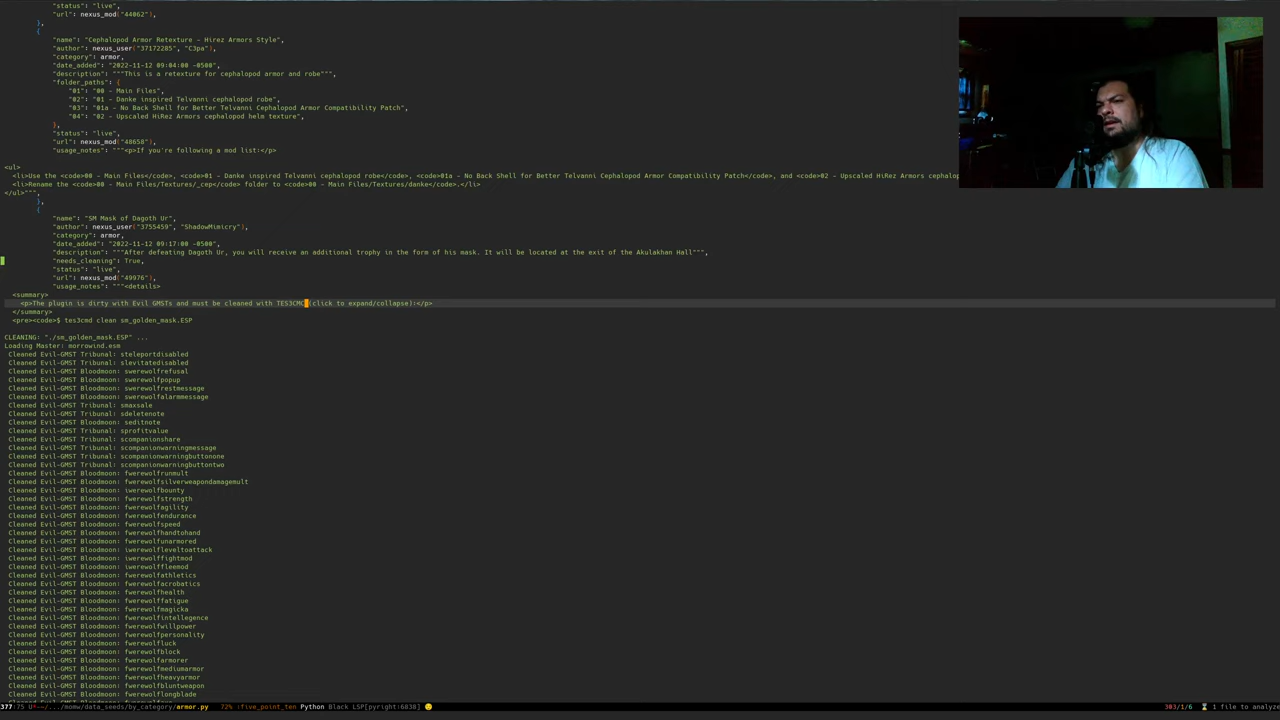 "status": "live",
"url": nexus_mod("44062"),
},
{
"name": "Cephalopod Armor Retexture - Hirez Armors Style",
"author": nexus_user("37172285", "C3pa"),
"category": armor,
"date_added": "2022-11-12 09:04:00 -0500",
"description": """This is a retexture for cephalopod armor and robe""",
"folder_paths": {
"01": "00 - Main Files",
"02": "01 - Danke inspired Telvanni cephalopod robe",
"03": "01a - No Back Shell for Better Telvanni Cephalopod Armor Compatibility Patch",
"04": "02 - Upscaled HiRez Armors cephalopod helm texture",
},
"status": "live",
"url": nexus_mod("48658"),
"usage_notes": """<p>If you're following a mod list:</p>
<ul>
<li>Use the <code>00 - Main Files</code>, <code>01 - Danke inspired Telvanni cephalopod robe</code>, <code>01a - No Back Shell for Better Telvanni Cephalopod Armor Compatibility Patch</code>, and <code>02 - Upscaled HiRez Armors cephalop
<li>Rename the <code>00 - Main Files/Textures/_cep</code> folder to <code>00 - Main Files/Textures/danke</code>.</li>
</ul>""",
},
{
"name": "SM Mask of Dagoth Ur",
"author": nexus_user("3755459", "ShadowMimicry"),
"category": armor,
"date_added": "2022-11-12 09:17:00 -0500",
"description": """After defeating Dagoth Ur, you will receive an additional trophy in the form of his mask. It will be located at the exit of the Akulakhan Hall""",
"needs_cleaning": True,
"status": "live",
"url": nexus_mod("49976"),
"usage_notes": """<details>
<summary>
<p>The plugin is dirty with Evil GMSTs and must be cleaned with TES3CMD (click to expand/collapse):</p>
</summary>
<pre><code>$ tes3cmd clean sm_golden_mask.ESP
CLEANING: "./sm_golden_mask.ESP" ...
Loading Master: morrowind.esm
Cleaned Evil-GMST Tribunal: steleportdisabled
Cleaned Evil-GMST Tribunal: slevitatedisabled
Cleaned Evil-GMST Bloodmoon: swerewolfrefusal
Cleaned Evil-GMST Bloodmoon: swerewolfpopup
Cleaned Evil-GMST Bloodmoon: swerewolfrestmessage
Cleaned Evil-GMST Bloodmoon: swerewolfalarmmessage
Cleaned Evil-GMST Tribunal: smaxsale
Cleaned Evil-GMST Tribunal: sdeletenote
Cleaned Evil-GMST Bloodmoon: seditnote
Cleaned Evil-GMST Tribunal: sprofitvalue
Cleaned Evil-GMST Tribunal: scompanionshare
Cleaned Evil-GMST Tribunal: scompanionwarningmessage
Cleaned Evil-GMST Tribunal: scompanionwarningbuttonone
Cleaned Evil-GMST Tribunal: scompanionwarningbuttontwo
Cleaned Evil-GMST Bloodmoon: fwerewolfrunmult
Cleaned Evil-GMST Bloodmoon: fwerewolfsilverweapondamagemult
Cleaned Evil-GMST Bloodmoon: iwerewolfbounty
Cleaned Evil-GMST Bloodmoon: fwerewolfstrength
Cleaned Evil-GMST Bloodmoon: fwerewolfagility
Cleaned Evil-GMST Bloodmoon: fwerewolfendurance
Cleaned Evil-GMST Bloodmoon: fwerewolfspeed
Cleaned Evil-GMST Bloodmoon: fwerewolfhandtohand
Cleaned Evil-GMST Bloodmoon: fwerewolfunarmored
Cleaned Evil-GMST Bloodmoon: iwerewolfleveltoattack
Cleaned Evil-GMST Bloodmoon: iwerewolffightmod
Cleaned Evil-GMST Bloodmoon: iwerewolffleemod
Cleaned Evil-GMST Bloodmoon: fwerewolfathletics
Cleaned Evil-GMST Bloodmoon: fwerewolfacrobatics
Cleaned Evil-GMST Bloodmoon: fwerewolfhealth
Cleaned Evil-GMST Bloodmoon: fwerewolffatigue
Cleaned Evil-GMST Bloodmoon: fwerewolfmagicka
Cleaned Evil-GMST Bloodmoon: fwerewolfintellegence
Cleaned Evil-GMST Bloodmoon: fwerewolfwillpower
Cleaned Evil-GMST Bloodmoon: fwerewolfpersonality
Cleaned Evil-GMST Bloodmoon: fwerewolfluck
Cleaned Evil-GMST Bloodmoon: fwerewolfblock
Cleaned Evil-GMST Bloodmoon: fwerewolfarmorer
Cleaned Evil-GMST Bloodmoon: fwerewolfmediumarmor
Cleaned Evil-GMST Bloodmoon: fwerewolfheavyarmor
Cleaned Evil-GMST Bloodmoon: fwerewolfbluntweapon
Cleaned Evil-GMST Bloodmoon: fwerewolflongblade
377:75 U*--~/.../momw/data_seeds/by_category/armor.py 72% :five_point_ten Python Black LSP[pyright:6838] 303/1/6 1 file to analyze